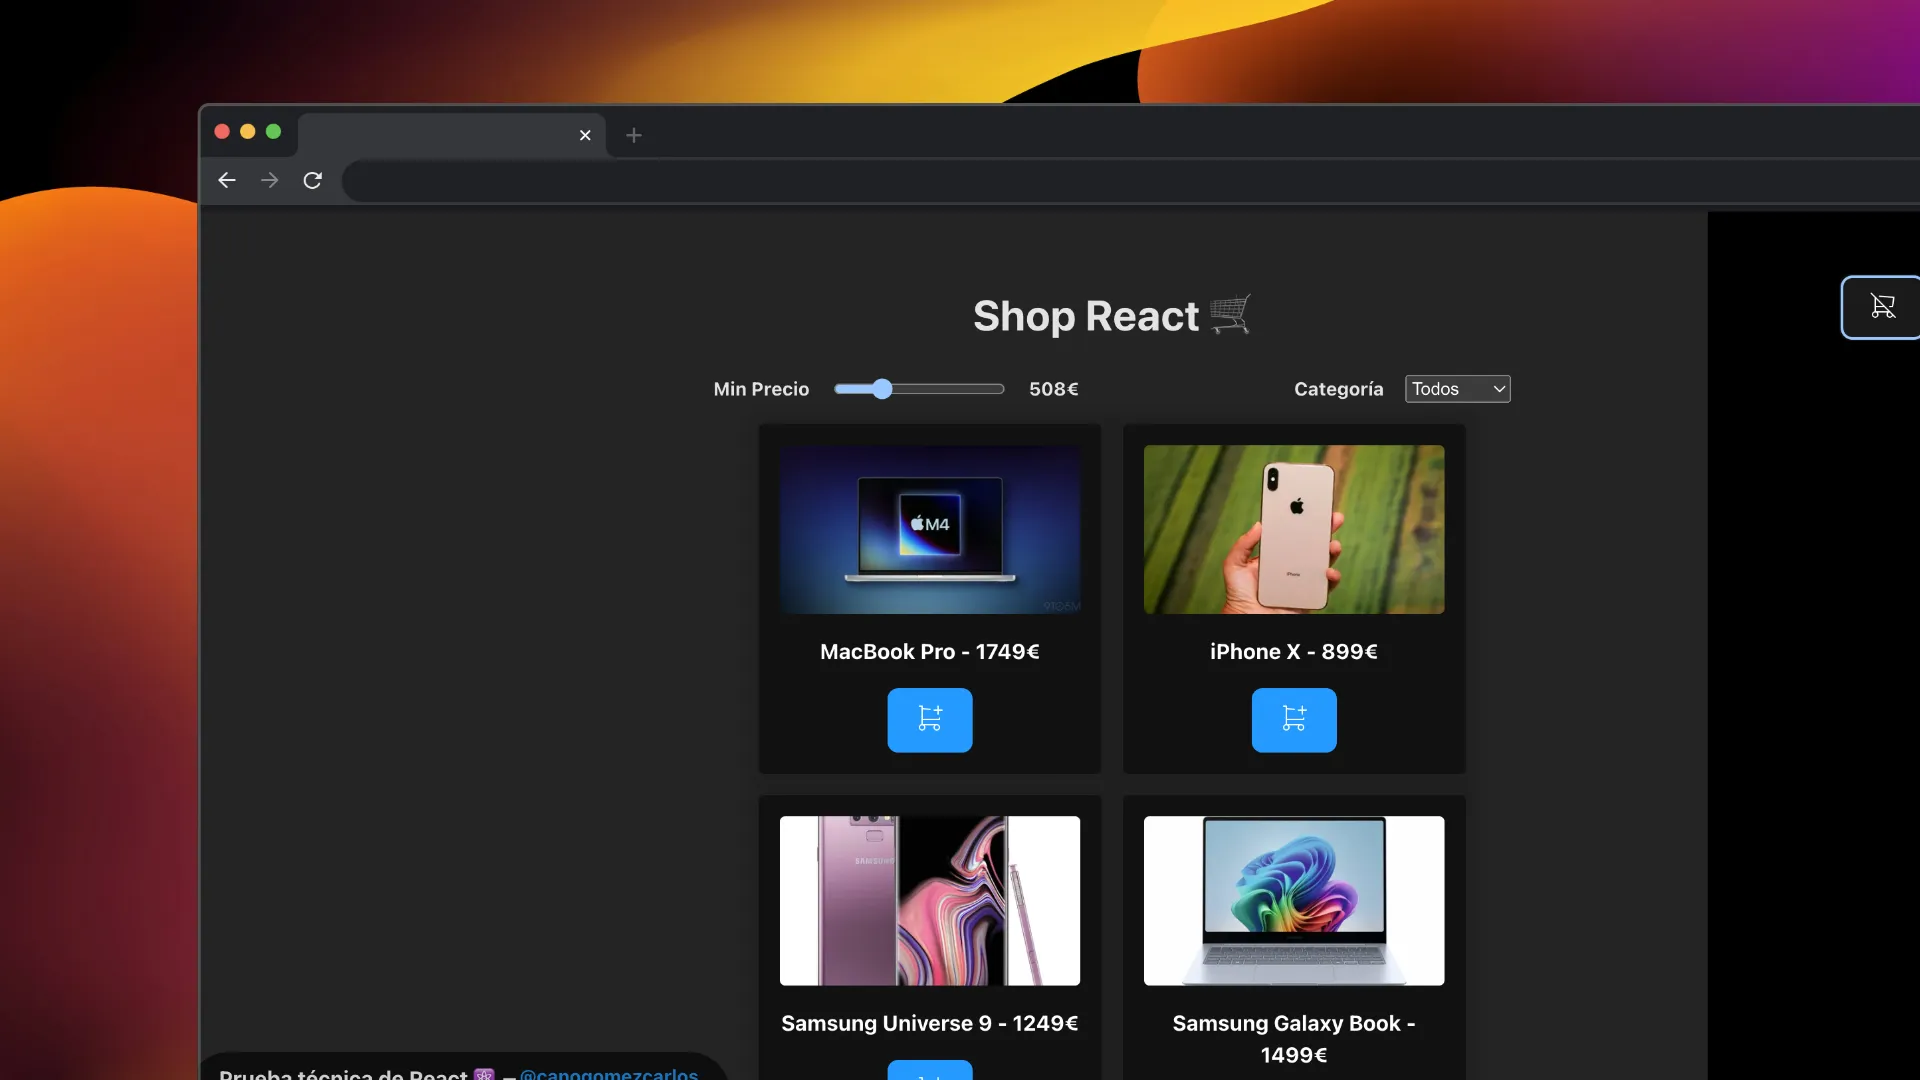 Shop React
Min Precio 508€ Categoría Todos
M4
iPhone
MacBook Pro - 1749€
iPhone X - 899€
SAMSUNG
Samsung Universe 9 - 1249€
Samsung Galaxy Book -
1499€
Prueba técnica de React – @canogomezcarlos